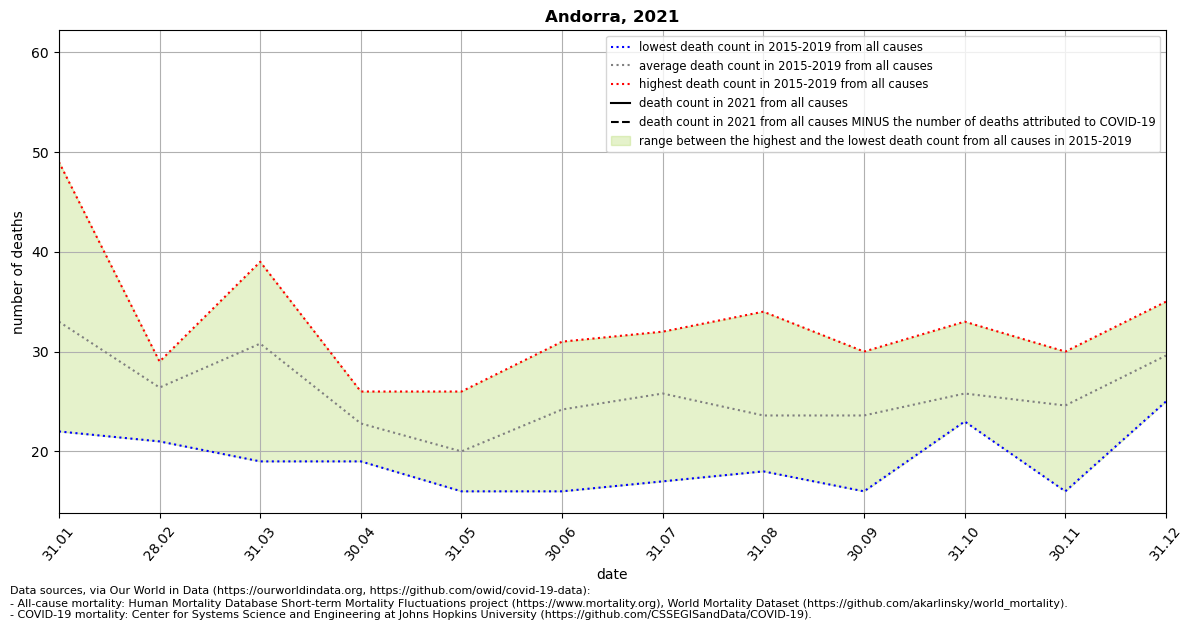 Andorra, 2021
number of deaths
60
50
40
30
20
lowest death count in 2015-2019 from all causes
average death count in 2015-2019 from all causes
highest death count in 2015-2019 from all causes
death count in 2021 from all causes
death count in 2021 from all causes MINUS the number of deaths attributed to COVID-19
range between the highest and the lowest death count from all causes in 2015-2019
31.01
28.02
31.03
30.04
31.05
30.06
31.07
31.08
30.09
31.10
30.11
31.12
date
Data sources, via Our World in Data (https://ourworldindata.org, https://github.com/owid/covid-19-data):
- All-cause mortality: Human Mortality Database Short-term Mortality Fluctuations project (https://www.mortality.org), World Mortality Dataset (https://github.com/akarlinsky/world_mortality).
- COVID-19 mortality: Center for Systems Science and Engineering at Johns Hopkins University (https://github.com/CSSEGISandData/COVID-19).